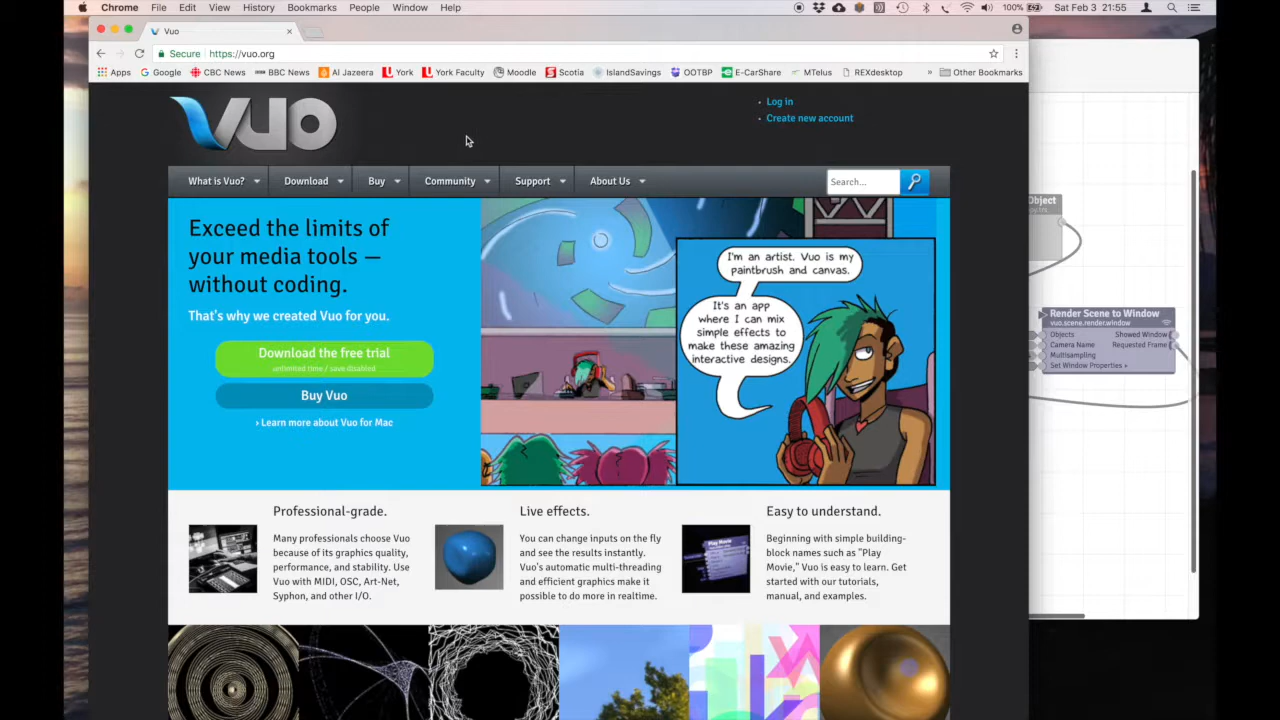 Chrome File Edit View History Bookmarks People Window Help 100% Sat Feb 3 21:55
Vuo
Secure https://vuo.org
Apps Google CBC News BBC News Al Jazeera York York Faculty Moodle Scotia IslandSavings OOTBP E-CarShare MTelus REXdesktop » Other Bookmarks
VUO
Log in
Create new account
What is Vuo? Download Buy Community Support About Us Search...
Exceed the limits of
your media tools —
without coding.
That's why we created Vuo for you.
Download the free trial
unlimited time / save disabled
Buy Vuo
› Learn more about Vuo for Mac
I'm an artist. Vuo is my
paintbrush and canvas.
It's an app
where I can mix
simple effects to
make these amazing
interactive designs.
Professional-grade.
Many professionals choose Vuo
because of its graphics quality,
performance, and stability. Use
Vuo with MIDI, OSC, Art-Net,
Syphon, and other I/O.
Live effects.
You can change inputs on the fly
and see the results instantly.
Vuo's automatic multi-threading
and efficient graphics make it
possible to do more in realtime.
Play Movie
Easy to understand.
Beginning with simple building-
block names such as "Play
Movie," Vuo is easy to learn. Get
started with our tutorials,
manual, and examples.
Object
Render Scene to Window
vuo.scene.render.window
Objects Showed Window
Camera Name Requested Frame
Multisampling
Set Window Properties +